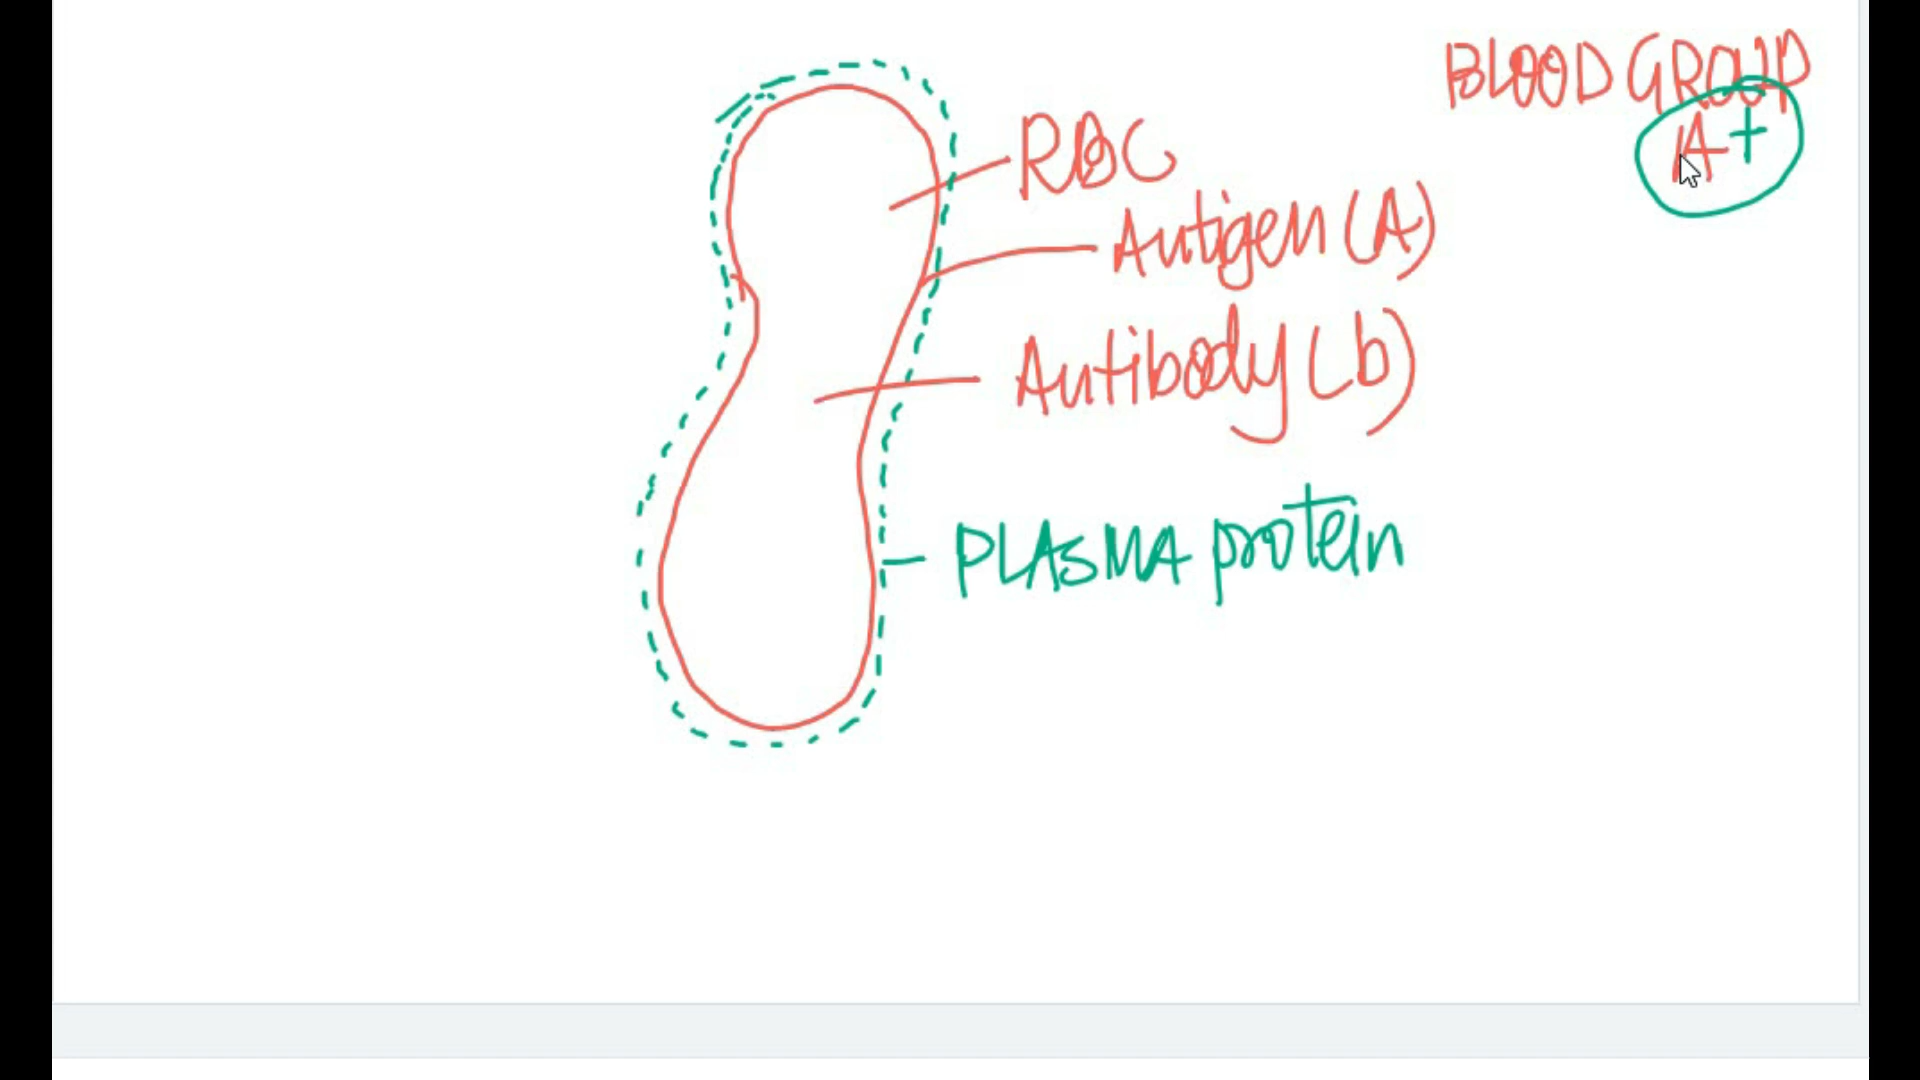 BLOOD GROUP
A+
RBC
Antigen (A)
Antibody (b)
PLASMA protein